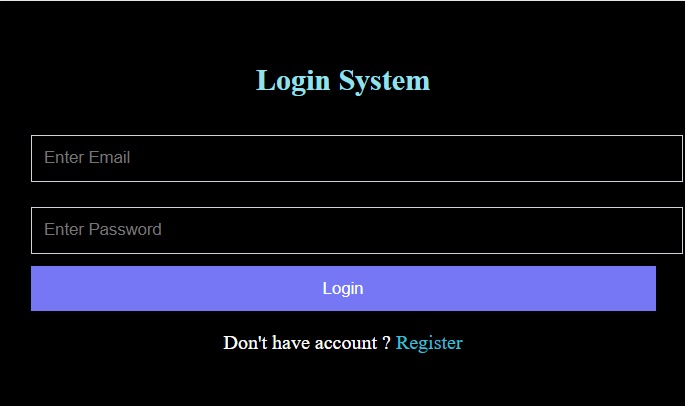 Login System
Enter Email
Enter Password
Login
Don't have account ? Register